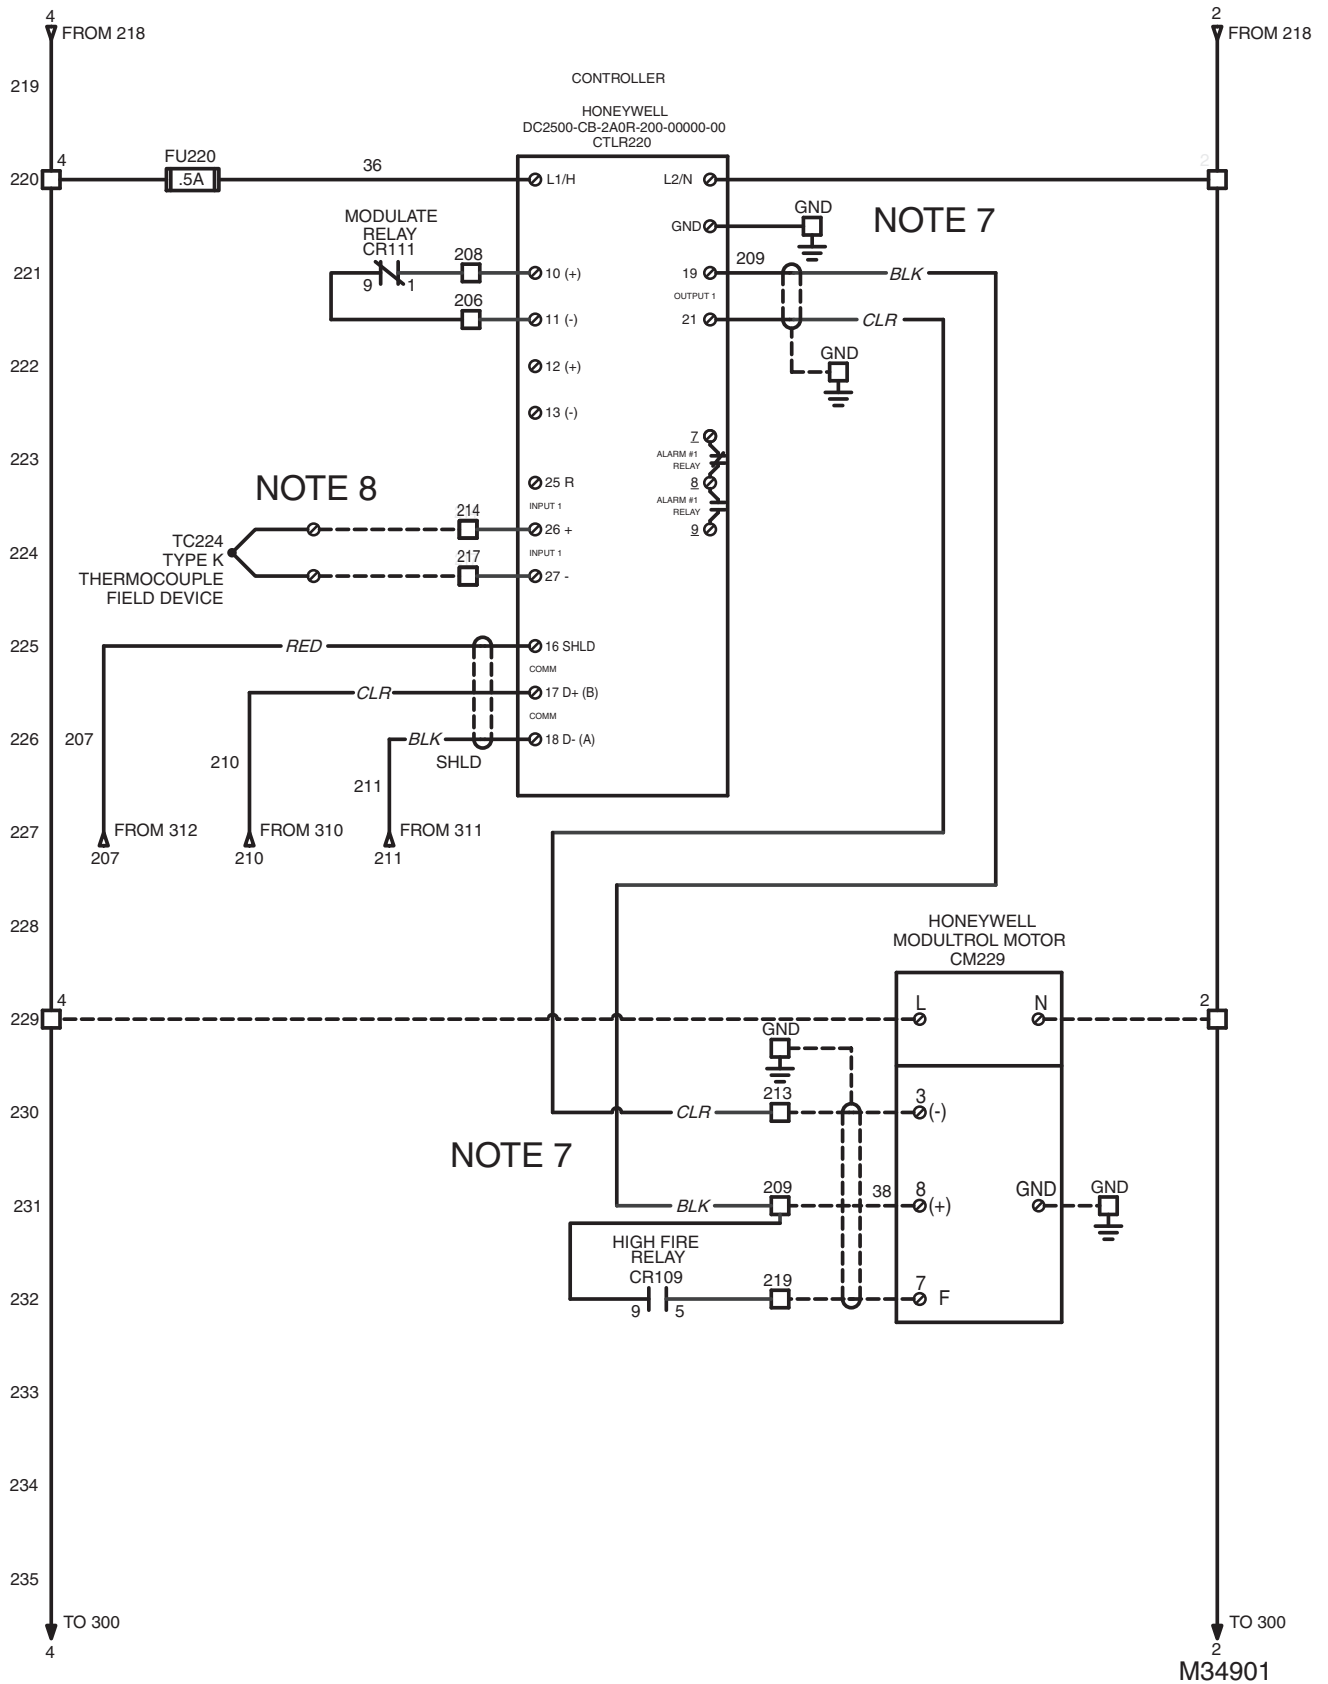 4
FROM 218
2
FROM 218
219
CONTROLLER
HONEYWELL
DC2500-CB-2A0R-200-00000-00
CTLR220
220
4
FU220
.5A
36
L1/H
L2/N
2
GND
GND
NOTE 7
MODULATE
RELAY
CR111
9
1
208
221
10 (+)
19
209
BLK
OUTPUT 1
206
11 (-)
21
CLR
GND
222
12 (+)
13 (-)
7
223
ALARM #1
RELAY
NOTE 8
25 R
8
INPUT 1
ALARM #1
RELAY
214
26 +
9
224
TC224
TYPE K
THERMOCOUPLE
FIELD DEVICE
INPUT 1
217
27 -
225
RED
16 SHLD
COMM
CLR
17 D+ (B)
COMM
226
207
BLK
18 D- (A)
210
SHLD
211
227
FROM 312
FROM 310
FROM 311
207
210
211
228
HONEYWELL
MODULTROL MOTOR
CM229
229
4
L
N
2
GND
213
3
230
CLR
(-)
NOTE 7
209
38
8
231
BLK
(+)
GND
GND
HIGH FIRE
RELAY
CR109
219
7
232
9
5
F
233
234
235
TO 300
4
TO 300
2
M34901